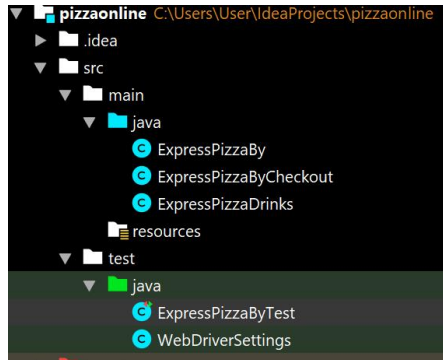 pizzaonline C:\Users\User\IdeaProjects\pizzaonline
.idea
src
main
java
ExpressPizzaBy
ExpressPizzaByCheckout
ExpressPizzaDrinks
resources
test
java
ExpressPizzaByTest
WebDriverSettings